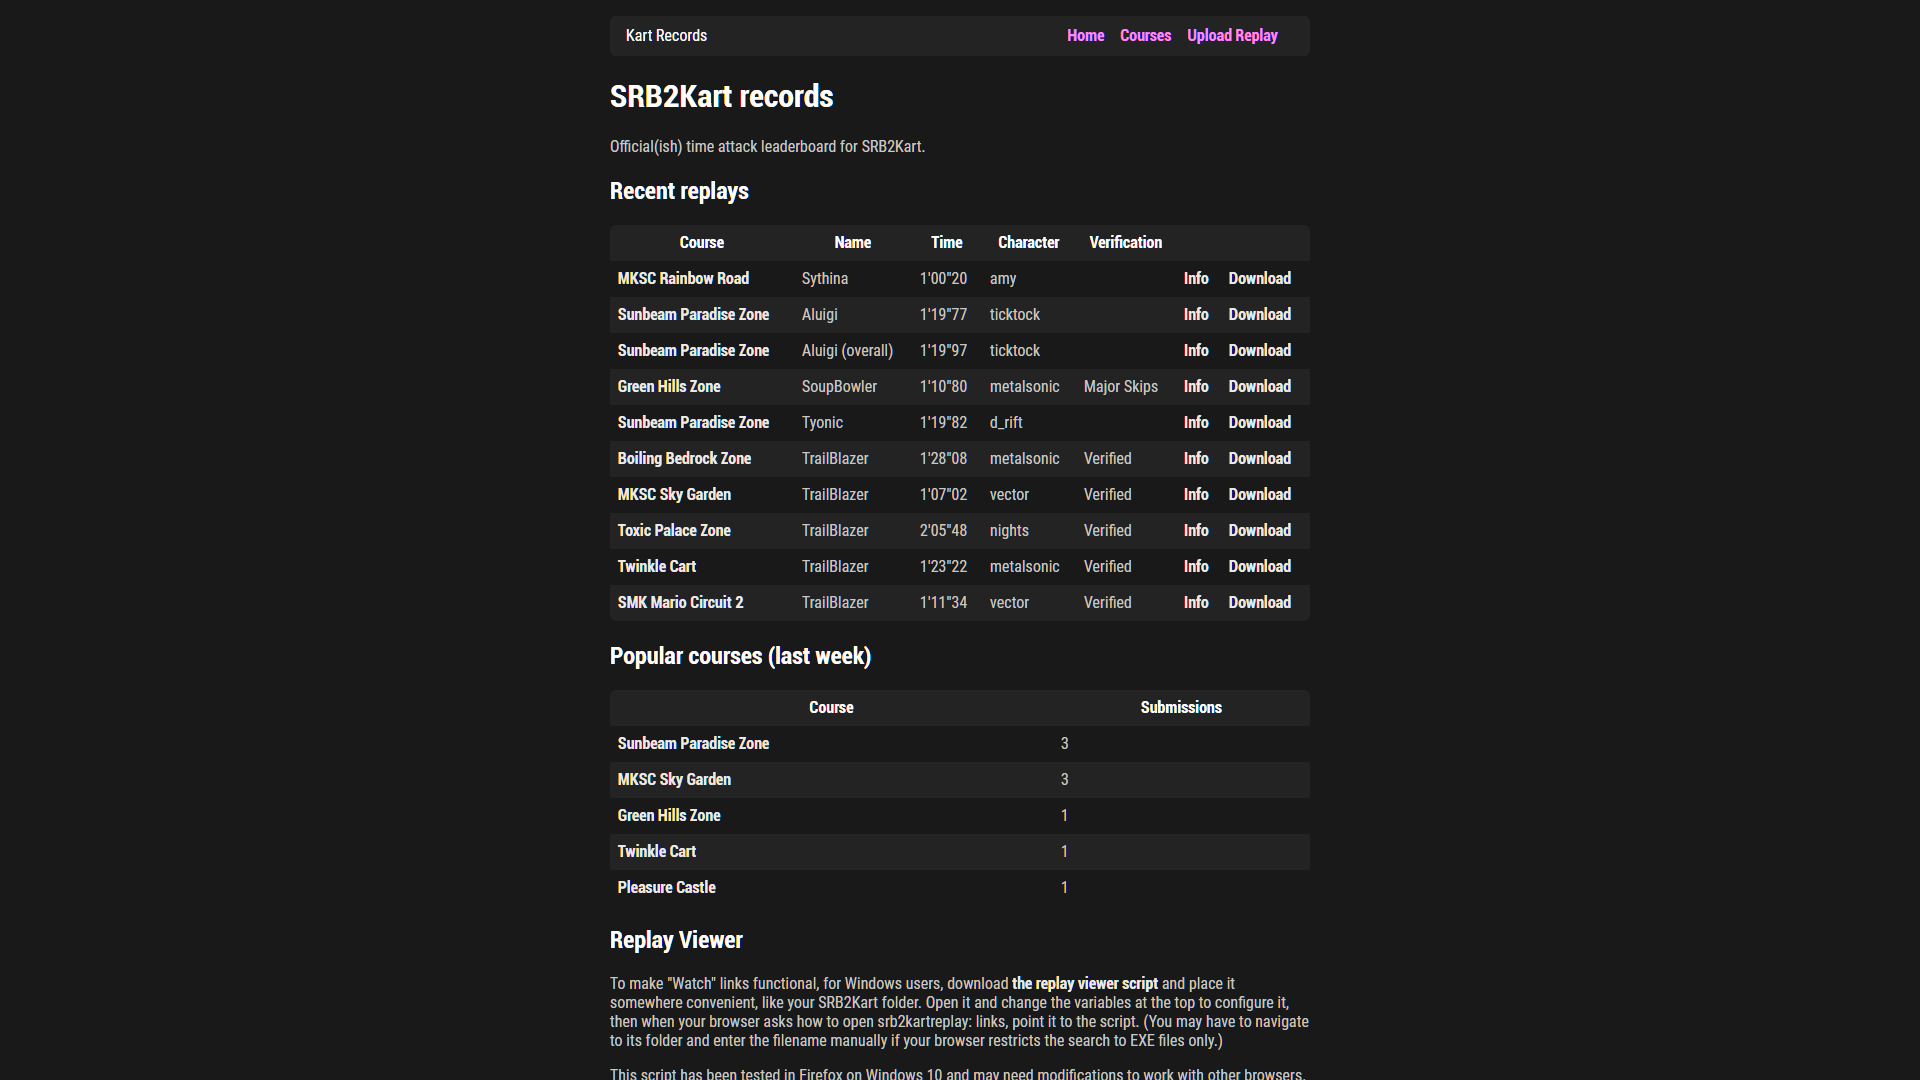 Kart Records Home Courses Upload Replay
SRB2Kart records
Official(ish) time attack leaderboard for SRB2Kart.
Recent replays
Course Name Time Character Verification
MKSC Rainbow Road Sythina 1'00"20 amy Info Download
Sunbeam Paradise Zone Aluigi 1'19"77 ticktock Info Download
Sunbeam Paradise Zone Aluigi (overall) 1'19"97 ticktock Info Download
Green Hills Zone SoupBowler 1'10"80 metalsonic Major Skips Info Download
Sunbeam Paradise Zone Tyonic 1'19"82 d_rift Info Download
Boiling Bedrock Zone TrailBlazer 1'28"08 metalsonic Verified Info Download
MKSC Sky Garden TrailBlazer 1'07"02 vector Verified Info Download
Toxic Palace Zone TrailBlazer 2'05"48 nights Verified Info Download
Twinkle Cart TrailBlazer 1'23"22 metalsonic Verified Info Download
SMK Mario Circuit 2 TrailBlazer 1'11"34 vector Verified Info Download
Popular courses (last week)
Course Submissions
Sunbeam Paradise Zone 3
MKSC Sky Garden 3
Green Hills Zone 1
Twinkle Cart 1
Pleasure Castle 1
Replay Viewer
To make "Watch" links functional, for Windows users, download the replay viewer script and place it
somewhere convenient, like your SRB2Kart folder. Open it and change the variables at the top to configure it,
then when your browser asks how to open srb2kartreplay: links, point it to the script. (You may have to navigate
to its folder and enter the filename manually if your browser restricts the search to EXE files only.)
This script has been tested in Firefox on Windows 10 and may need modifications to work with other browsers.